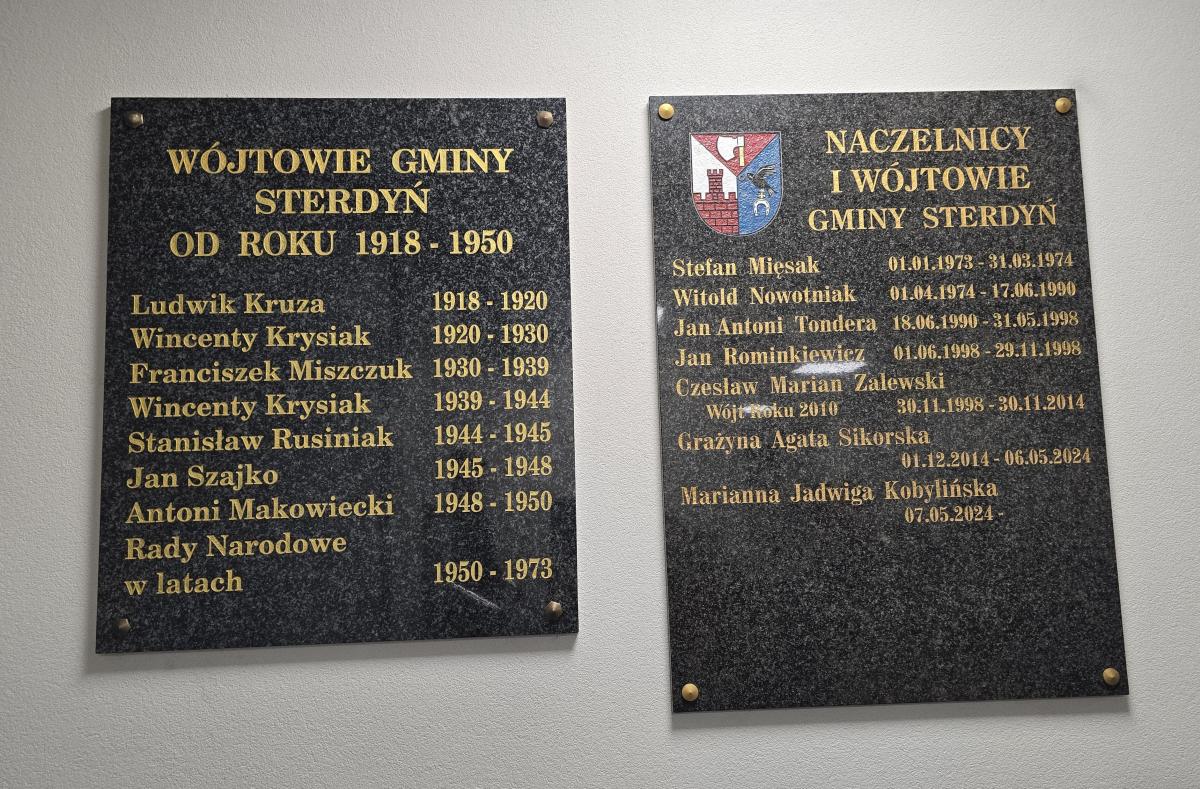 WÓJTOWIE GMINY
STERDYŃ
OD ROKU 1918 - 1950
Ludwik Kruza 1918 - 1920
Wincenty Krysiak 1920 - 1930
Franciszek Miszczuk 1930 - 1939
Wincenty Krysiak 1939 - 1944
Stanisław Rusiniak 1944 - 1945
Jan Szajko 1945 - 1948
Antoni Makowiecki 1948 - 1950
Rady Narodowe
w latach 1950 - 1973
NACZELNICY
I WÓJTOWIE
GMINY STERDYŃ
Stefan Mięsak 01.01.1973 - 31.03.1974
Witold Nowotniak 01.04.1974 - 17.06.1990
Jan Antoni Tondera 18.06.1990 - 31.05.1998
Jan Rominkiewicz 01.06.1998 - 29.11.1998
Czesław Marian Zalewski
Wójt Roku 2010 30.11.1998 - 30.11.2014
Grażyna Agata Sikorska
01.12.2014 - 06.05.2024
Marianna Jadwiga Kobylińska
07.05.2024 -